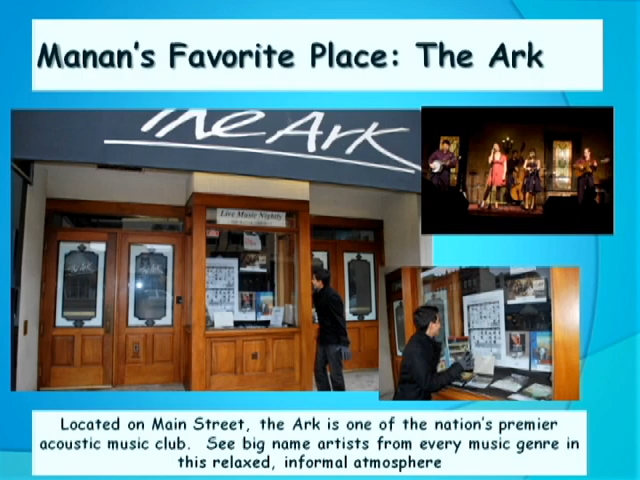 Manan's Favorite Place: The Ark
The Ark
Live Music Nightly
Located on Main Street, the Ark is one of the nation's premier
acoustic music club.  See big name artists from every music genre in
this relaxed, informal atmosphere